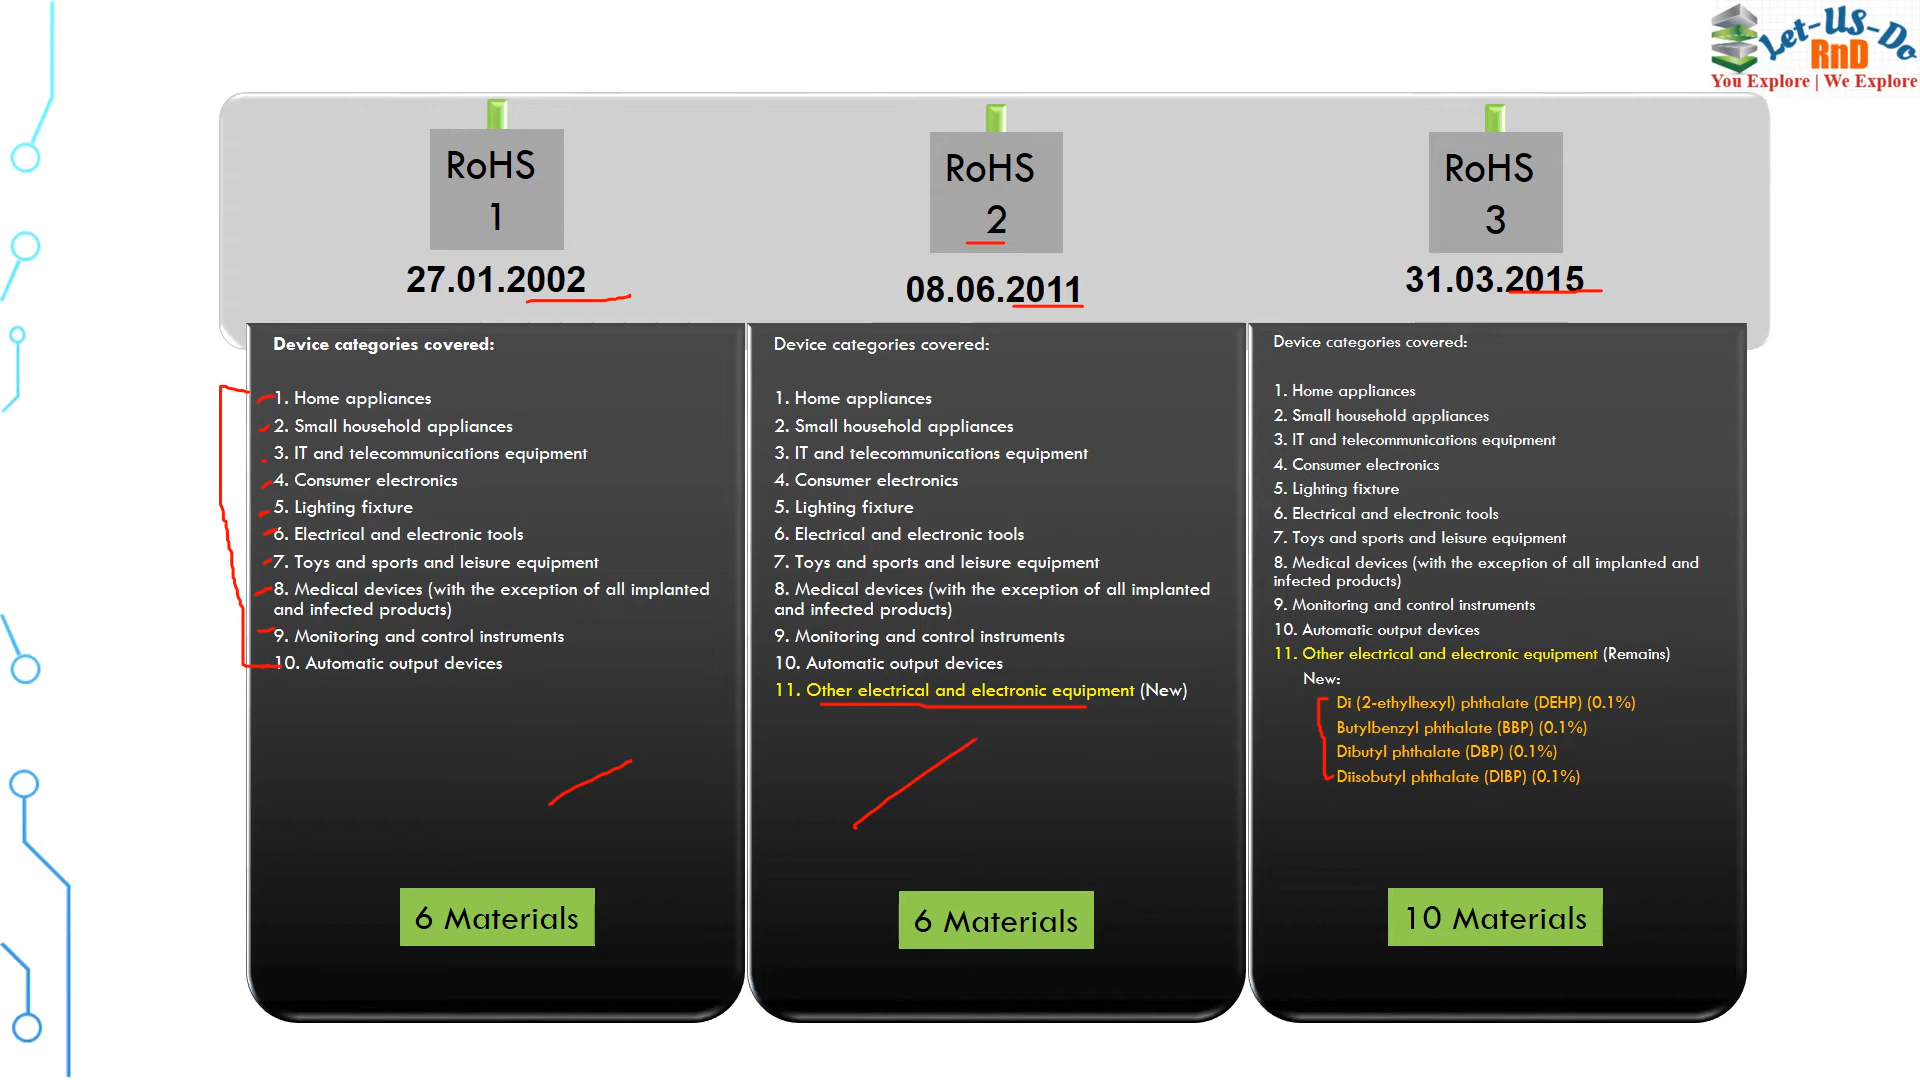 Let-Us-Do
RnD
You Explore | We Explore
RoHS
1
27.01.2002
RoHS
2
08.06.2011
RoHS
3
31.03.2015
Device categories covered:
1. Home appliances
2. Small household appliances
3. IT and telecommunications equipment
4. Consumer electronics
5. Lighting fixture
6. Electrical and electronic tools
7. Toys and sports and leisure equipment
8. Medical devices (with the exception of all implanted
and infected products)
9. Monitoring and control instruments
10. Automatic output devices
6 Materials
Device categories covered:
1. Home appliances
2. Small household appliances
3. IT and telecommunications equipment
4. Consumer electronics
5. Lighting fixture
6. Electrical and electronic tools
7. Toys and sports and leisure equipment
8. Medical devices (with the exception of all implanted
and infected products)
9. Monitoring and control instruments
10. Automatic output devices
11. Other electrical and electronic equipment (New)
6 Materials
Device categories covered:
1. Home appliances
2. Small household appliances
3. IT and telecommunications equipment
4. Consumer electronics
5. Lighting fixture
6. Electrical and electronic tools
7. Toys and sports and leisure equipment
8. Medical devices (with the exception of all implanted and
infected products)
9. Monitoring and control instruments
10. Automatic output devices
11. Other electrical and electronic equipment (Remains)
New:
Di (2-ethylhexyl) phthalate (DEHP) (0.1%)
Butylbenzyl phthalate (BBP) (0.1%)
Dibutyl phthalate (DBP) (0.1%)
Diisobutyl phthalate (DIBP) (0.1%)
10 Materials